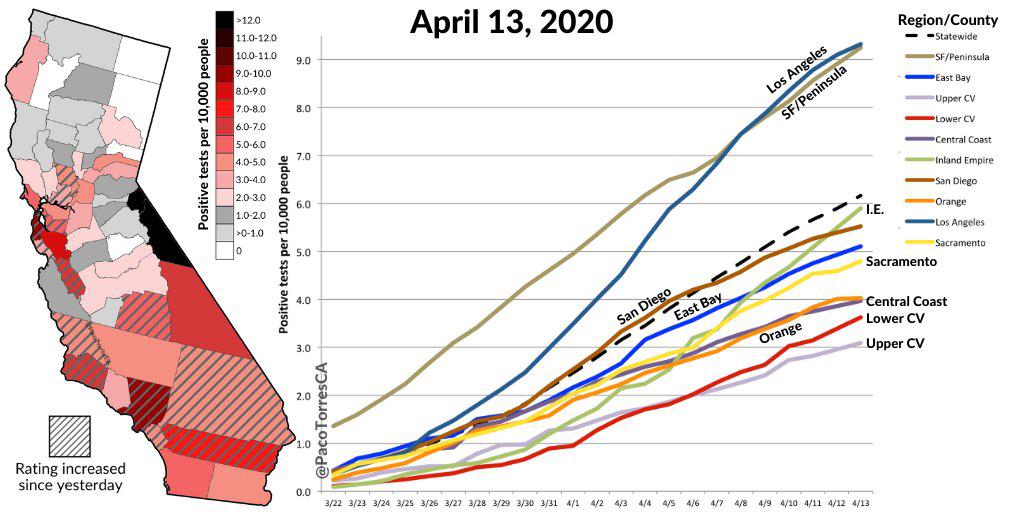 April 13, 2020
>12.0
11.0-12.0
10.0-11.0
9.0-10.0
8.0-9.0
7.0-8.0
6.0-7.0
5.0-6.0
4.0-5.0
3.0-4.0
2.0-3.0
1.0-2.0
>0-1.0
0
Positive tests per 10,000 people
Rating increased
since yesterday
Positive tests per 10,000 people
9.0
8.0
7.0
6.0
5.0
4.0
3.0
2.0
1.0
0.0
@PacoTorresCA
3/22 3/23 3/24 3/25 3/26 3/27 3/28 3/29 3/30 3/31 4/1 4/2 4/3 4/4 4/5 4/6 4/7 4/8 4/9 4/10 4/11 4/12 4/13
Los Angeles
SF/Peninsula
San Diego
East Bay
Orange
I.E.
Sacramento
Central Coast
Lower CV
Upper CV
Region/County
Statewide
SF/Peninsula
East Bay
Upper CV
Lower CV
Central Coast
Inland Empire
San Diego
Orange
Los Angeles
Sacramento